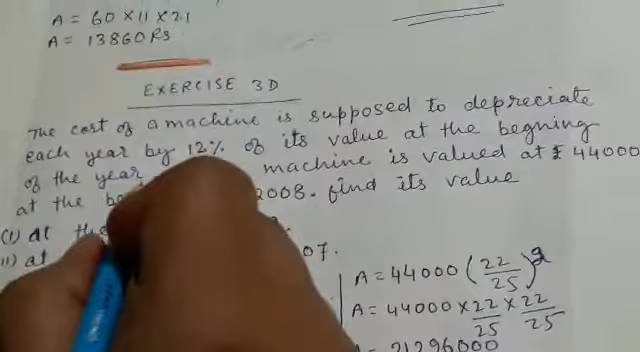 A = 60 × 11 × 21
A = 13860 Rs
EXERCISE 3D
The cost of a machine is supposed to depreciate
each year by 12% of its value at the begning
of the year machine is valued at ₹ 44000
at the 2008. find its value
(i) at the
(ii) at 07.
A = 44000 (22/25)²
A = 44000 × 22/25 × 22/25
= 21296000